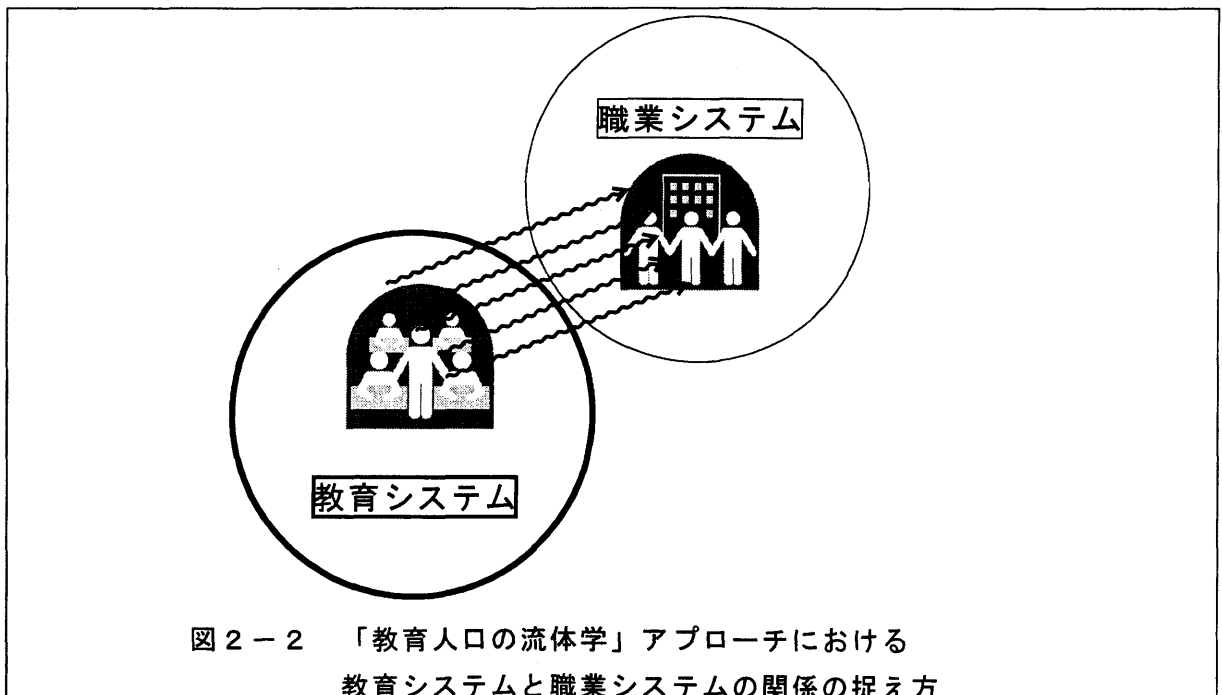 職業システム
教育システム
図2－2　「教育人口の流体学」アプローチにおける
教育システムと職業システムの関係の捉え方